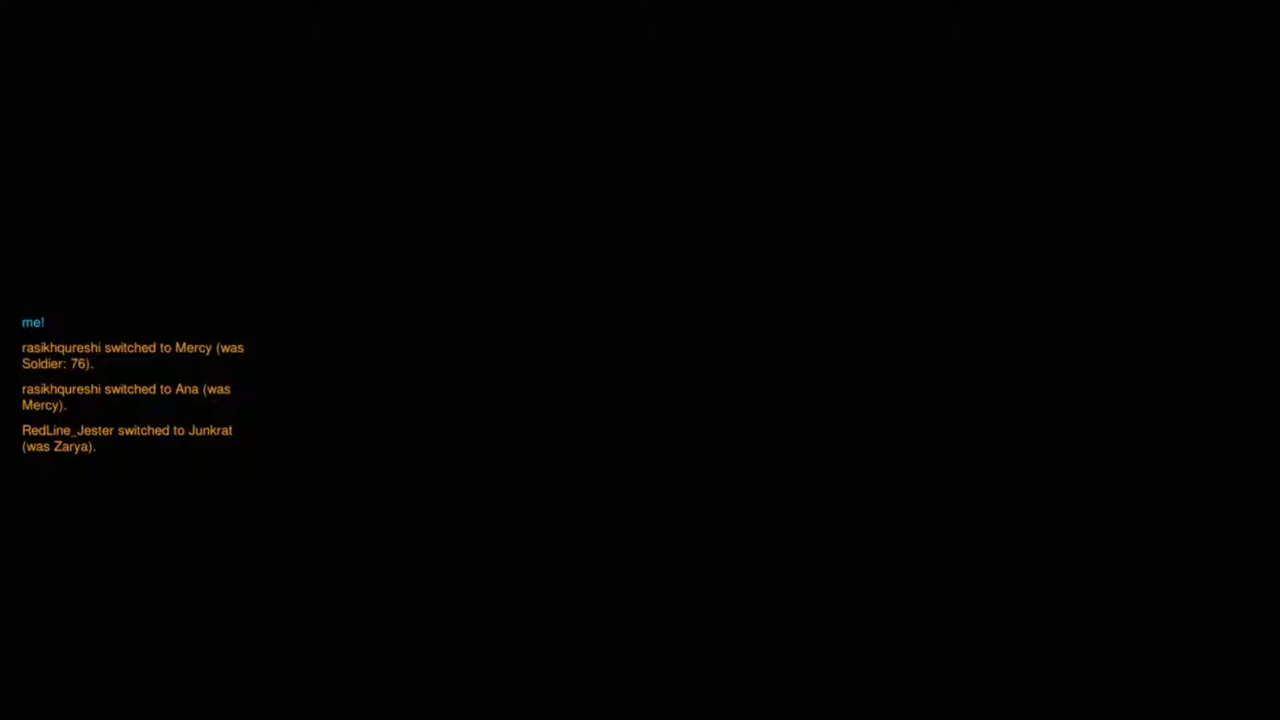 me!
rasikhqureshi switched to Mercy (was
Soldier: 76).
rasikhqureshi switched to Ana (was
Mercy).
RedLine_Jester switched to Junkrat
(was Zarya).